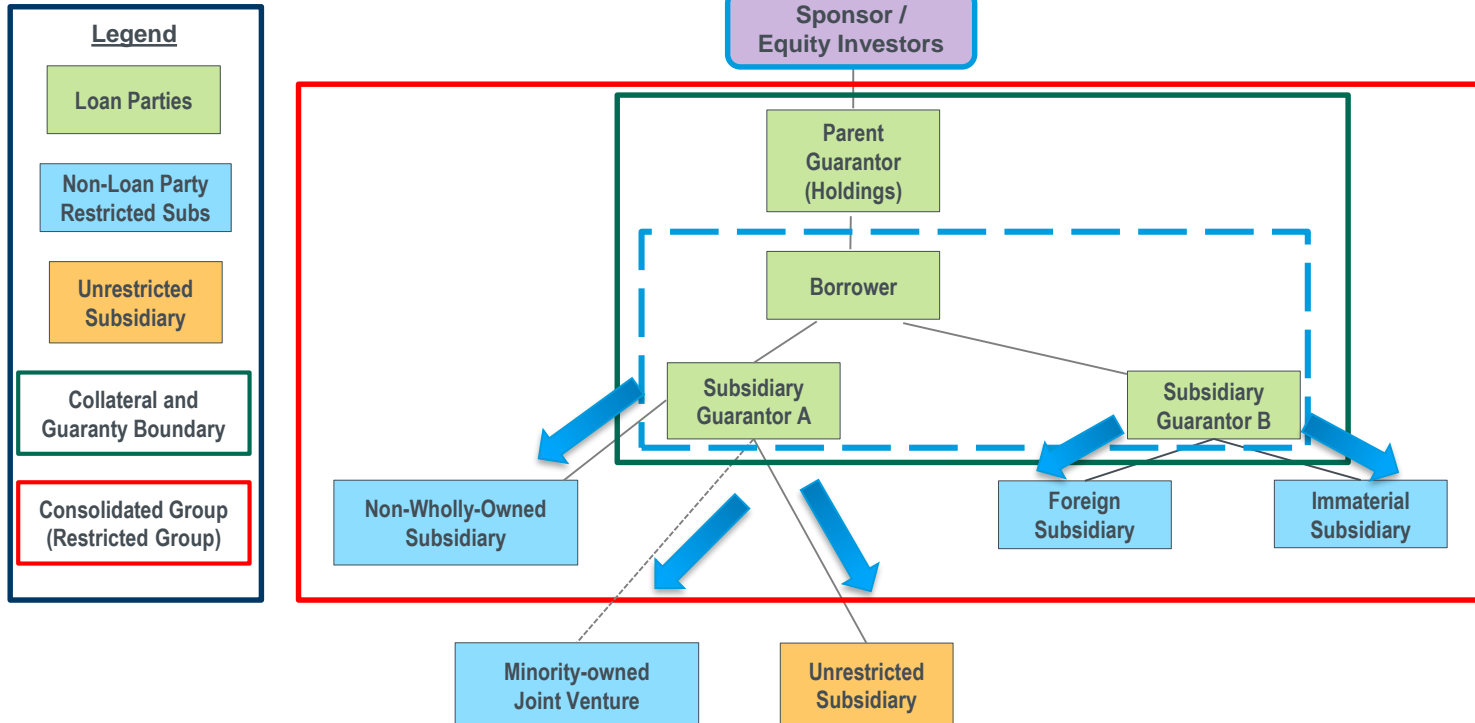 Legend
Loan Parties
Non-Loan Party
Restricted Subs
Unrestricted
Subsidiary
Collateral and
Guaranty Boundary
Consolidated Group
(Restricted Group)
Sponsor /
Equity Investors
Parent
Guarantor
(Holdings)
Borrower
Subsidiary
Guarantor A
Subsidiary
Guarantor B
Non-Wholly-Owned
Subsidiary
Foreign
Subsidiary
Immaterial
Subsidiary
Minority-owned
Joint Venture
Unrestricted
Subsidiary